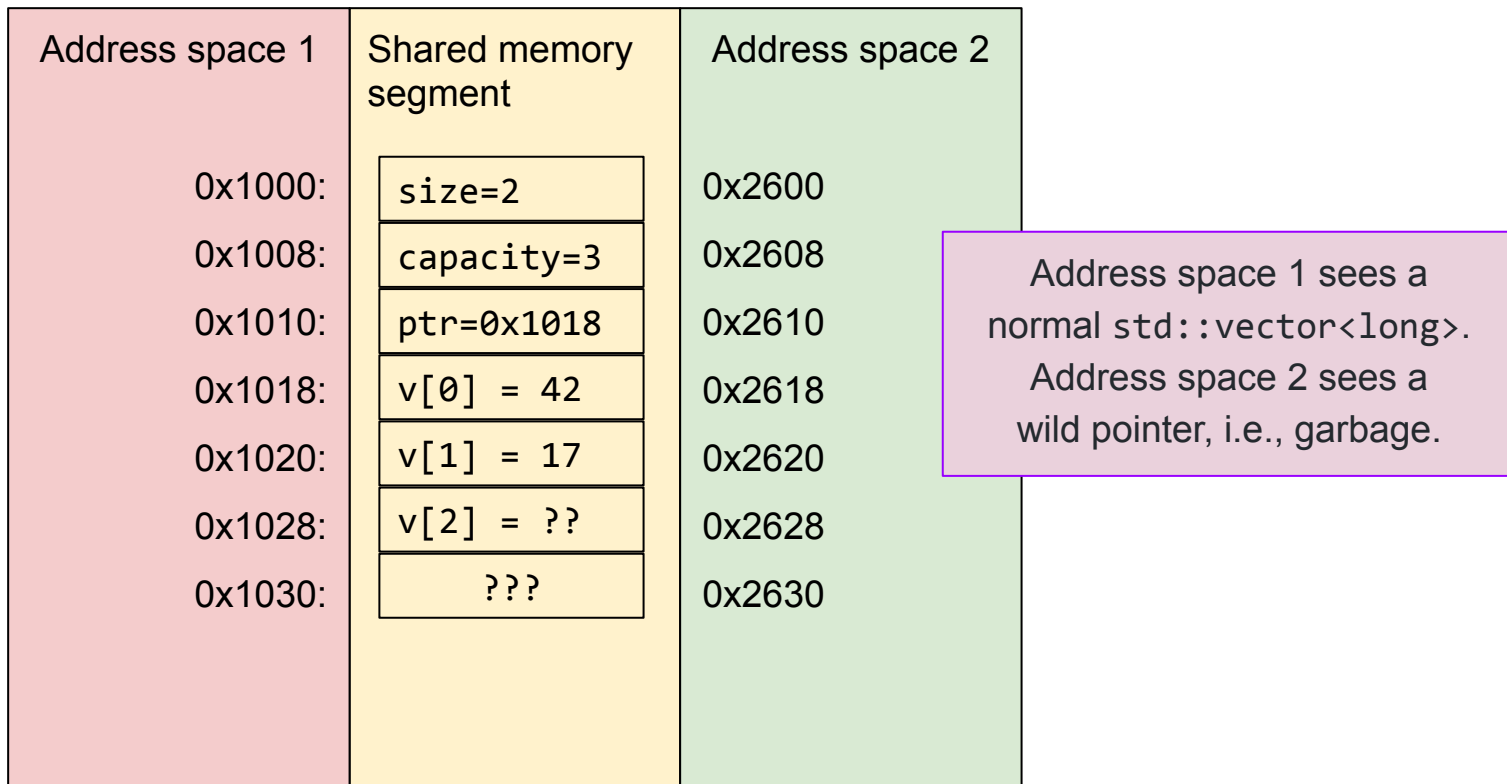 Address space 1
Shared memory
segment
Address space 2
0x1000:
size=2
0x2600
0x1008:
capacity=3
0x2608
0x1010:
ptr=0x1018
0x2610
0x1018:
v[0] = 42
0x2618
0x1020:
v[1] = 17
0x2620
0x1028:
v[2] = ??
0x2628
0x1030:
???
0x2630
Address space 1 sees a
normal std::vector<long>.
Address space 2 sees a
wild pointer, i.e., garbage.